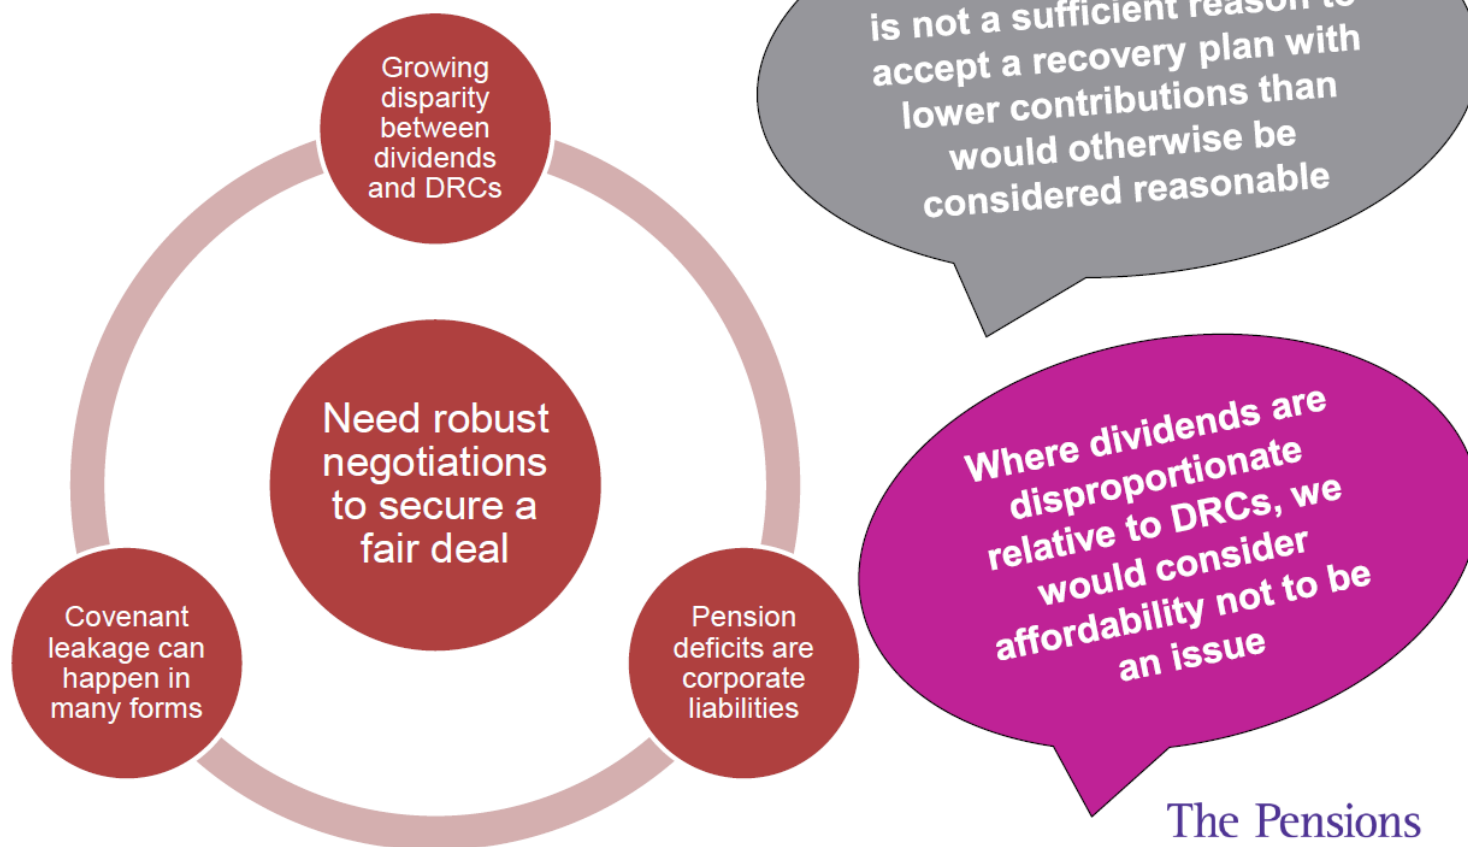 Growing
disparity
between
dividends
and DRCs
Need robust
negotiations
to secure a
fair deal
Covenant
leakage can
happen in
many forms
Pension
deficits are
corporate
liabilities
is not a sufficient reason to
accept a recovery plan with
lower contributions than
would otherwise be
considered reasonable
Where dividends are
disproportionate
relative to DRCs, we
would consider
affordability not to be
an issue
The Pensions